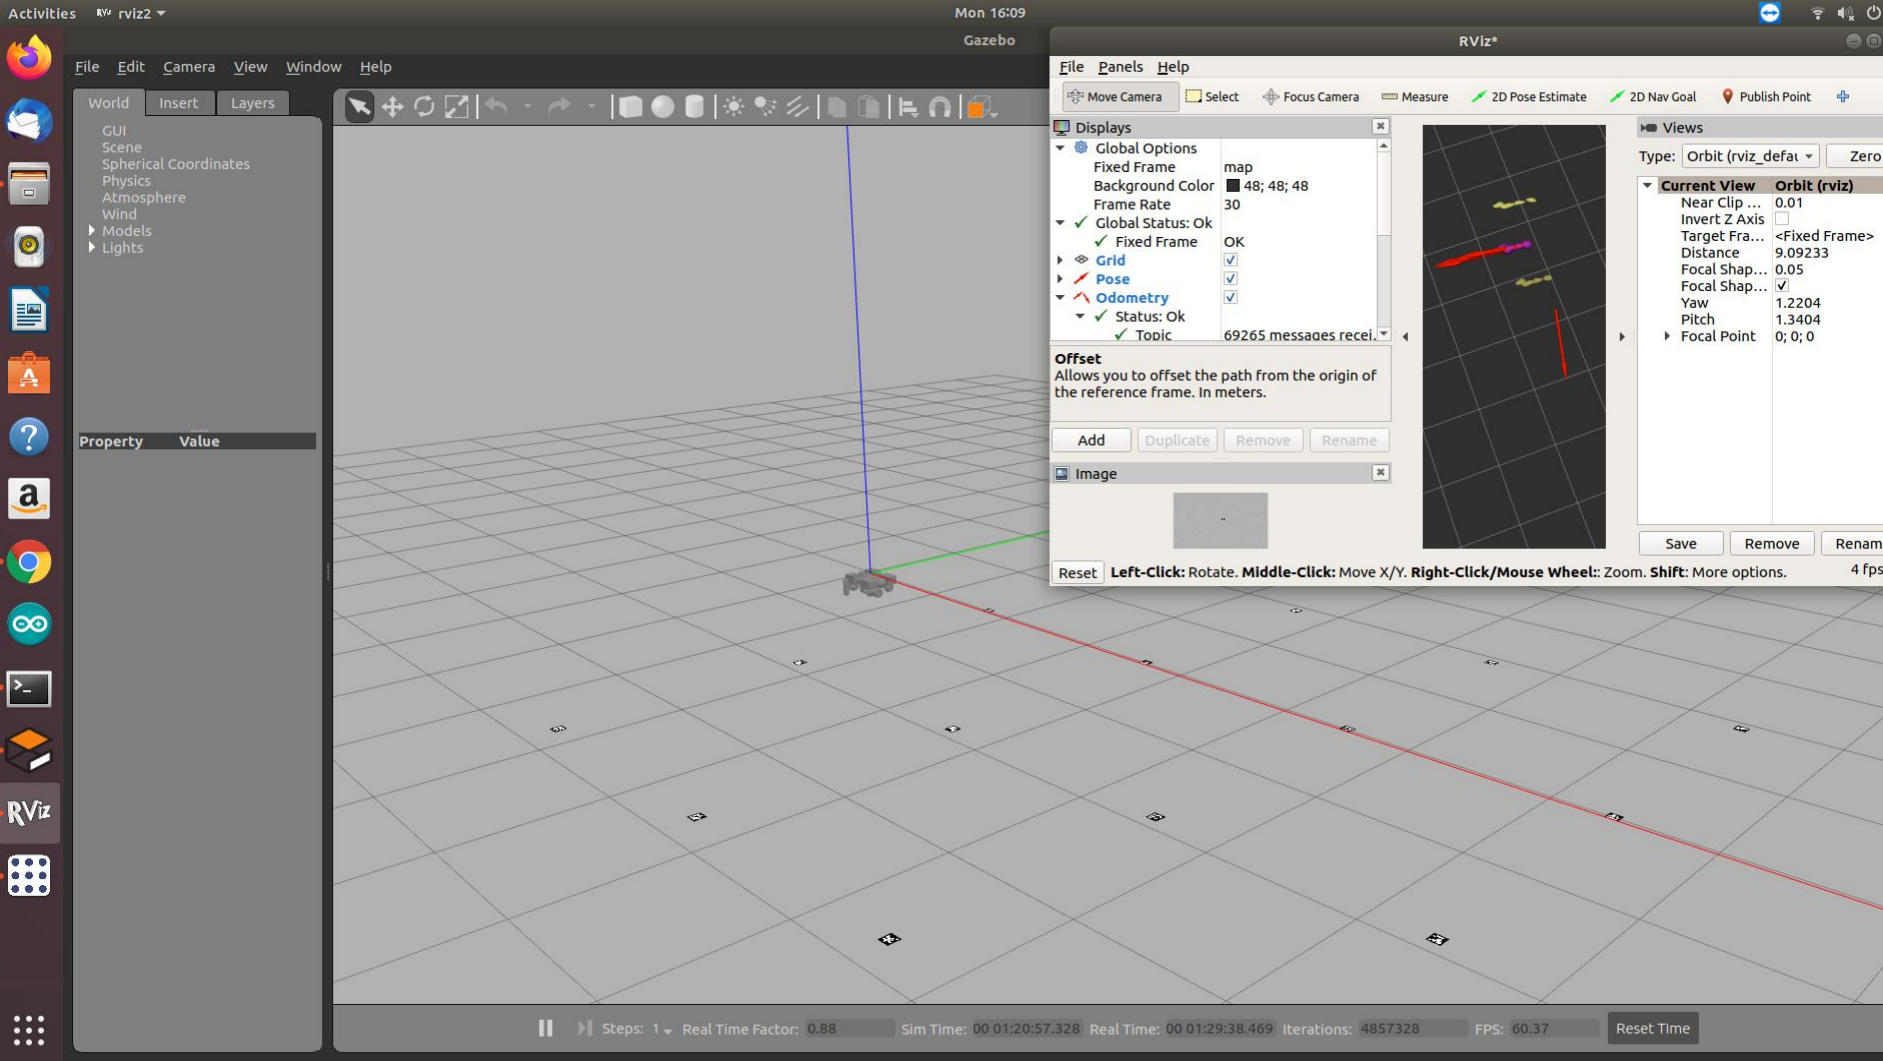 Activities RViz rviz2 Mon 16:09
Gazebo
File Edit Camera View Window Help
World Insert Layers
GUI
Scene
Spherical Coordinates
Physics
Atmosphere
Wind
Models
Lights
Property Value
RViz*
File Panels Help
Move Camera Select Focus Camera Measure 2D Pose Estimate 2D Nav Goal Publish Point
Displays
Global Options
Fixed Frame map
Background Color 48; 48; 48
Frame Rate 30
Global Status: Ok
Fixed Frame OK
Grid
Pose
Odometry
Status: Ok
Topic 69265 messages recei.
Offset
Allows you to offset the path from the origin of
the reference frame. In meters.
Add Duplicate Remove Rename
Image
Views
Type: Orbit (rviz_defau Zero
Current View Orbit (rviz)
Near Clip ... 0.01
Invert Z Axis
Target Fra... <Fixed Frame>
Distance 9.09233
Focal Shap... 0.05
Focal Shap...
Yaw 1.2204
Pitch 1.3404
Focal Point 0; 0; 0
Save Remove Renam
Reset Left-Click: Rotate. Middle-Click: Move X/Y. Right-Click/Mouse Wheel:: Zoom. Shift: More options. 4 fps
RViz
Steps: 1 Real Time Factor: 0.88 Sim Time: 00 01:20:57.328 Real Time: 00 01:29:38.469 Iterations: 4857328 FPS: 60.37 Reset Time